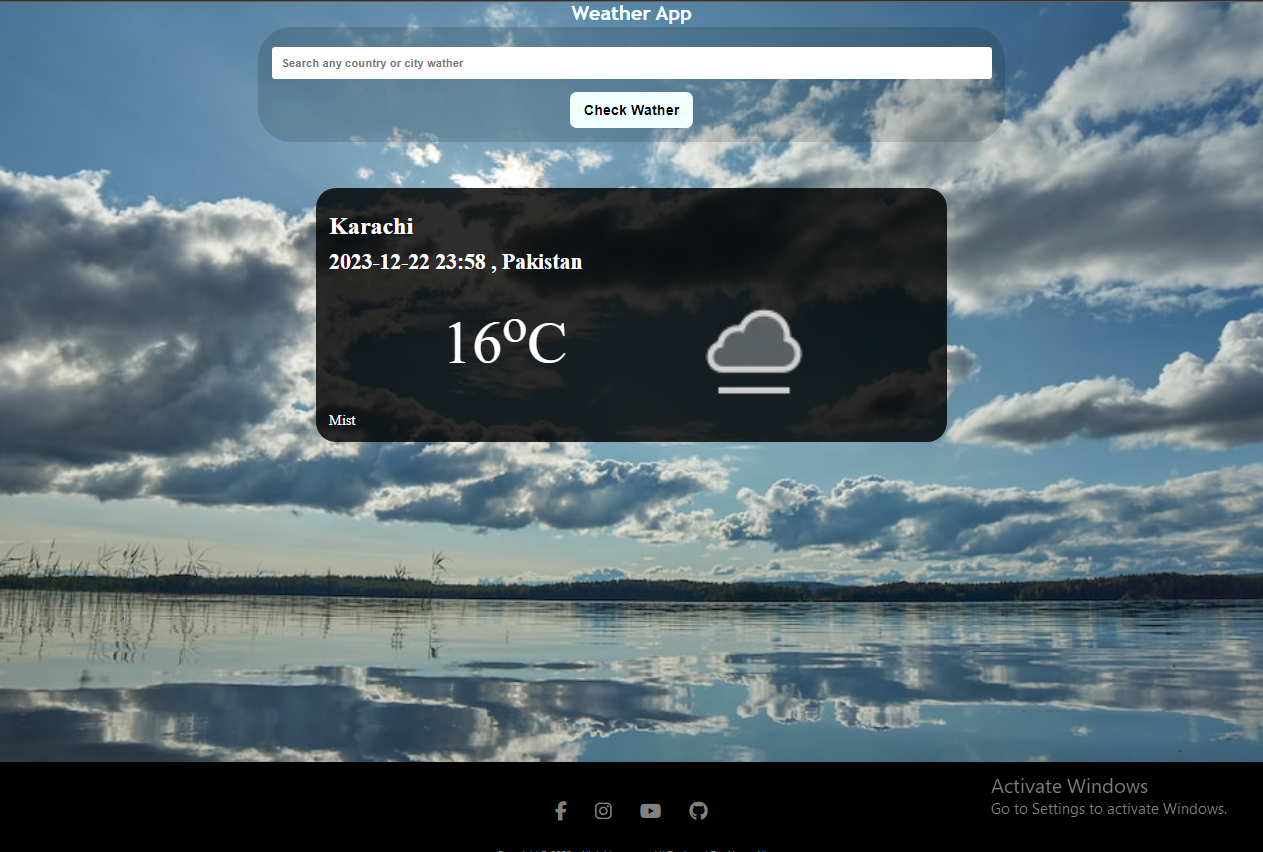 Weather App
Search any country or city wather
Check Wather
Karachi
2023-12-22 23:58 , Pakistan
16°C
Mist
Activate Windows
Go to Settings to activate Windows.